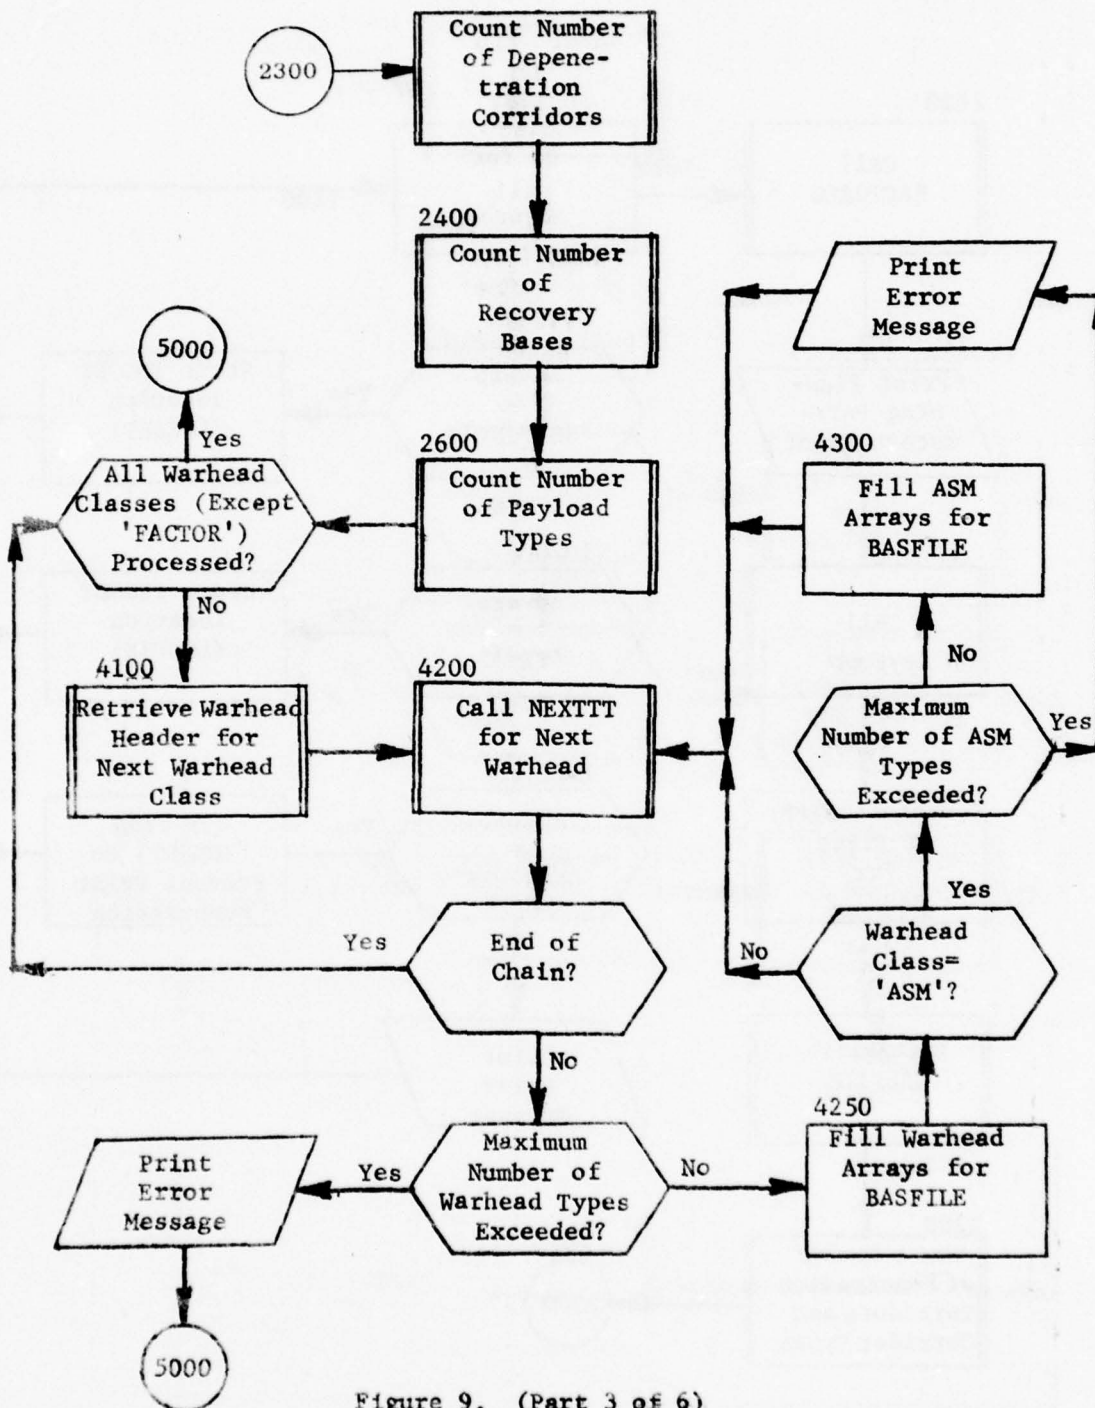 2300
Count Number
of Depene-
tration
Corridors
2400
Count Number
of
Recovery
Bases
Print
Error
Message
5000
Yes
All Warhead
Classes (Except
'FACTOR')
Processed?
No
2600
Count Number
of Payload
Types
4300
Fill ASM
Arrays for
BASFILE
No
4100
Retrieve Warhead
Header for
Next Warhead
Class
4200
Call NEXTTT
for Next
Warhead
Maximum
Number of ASM
Types
Exceeded?
Yes
Yes
Yes
End of
Chain?
No
No
Warhead
Class=
'ASM'?
4250
Fill Warhead
Arrays for
BASFILE
Print
Error
Message
Yes
Maximum
Number of
Warhead Types
Exceeded?
No
5000
Figure 9. (Part 3 of 6)